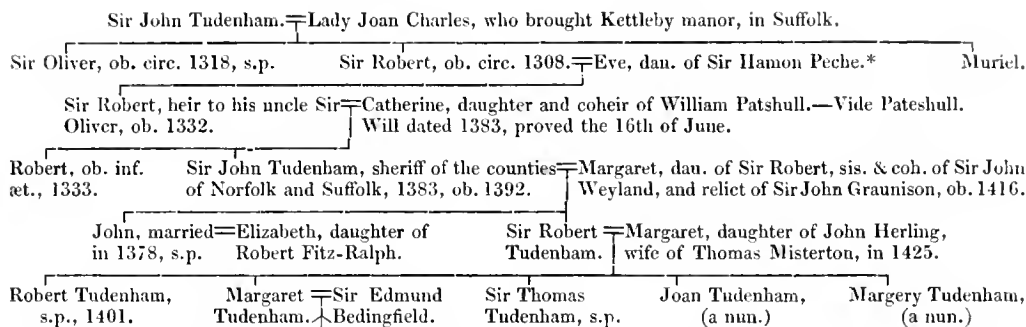 Sir John Tudenham.=Lady Joan Charles, who brought Kettleby manor, in Suffolk.
Sir Oliver, ob. circ. 1318, s.p. Sir Robert, ob. circ. 1308.=Eve, dau. of Sir Hamon Peche.* Muriel.
Sir Robert, heir to his uncle Sir=Catherine, daughter and coheir of William Patshull.—Vide Pateshull.
Oliver, ob. 1332. Will dated 1383, proved the 16th of June.
Robert, ob. inf. Sir John Tudenham, sheriff of the counties=Margaret, dau. of Sir Robert, sis. & coh. of Sir John
æt., 1333. of Norfolk and Suffolk, 1383, ob. 1392. Weyland, and relict of Sir John Graunison, ob. 1416.
John, married=Elizabeth, daughter of Sir Robert=Margaret, daughter of John Herling,
in 1378, s.p. Robert Fitz-Ralph. Tudenham. wife of Thomas Misterton, in 1425.
Robert Tudenham, Margaret=Sir Edmund Sir Thomas Joan Tudenham, Margery Tudenham,
s.p., 1401. Tudenham. Bedingfield. Tudenham, s.p. (a nun.) (a nun.)